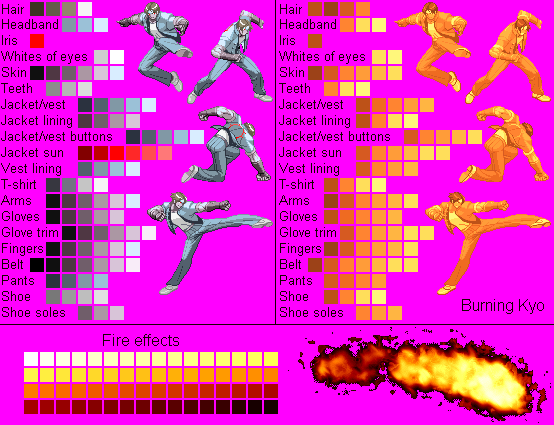 Hair
Headband
Iris
Whites of eyes
Skin
Teeth
Jacket/vest
Jacket lining
Jacket/vest buttons
Jacket sun
Vest lining
T-shirt
Arms
Gloves
Glove trim
Fingers
Belt
Pants
Shoe
Shoe soles
Hair
Headband
Iris
Whites of eyes
Skin
Teeth
Jacket/vest
Jacket lining
Jacket/vest buttons
Jacket sun
Vest lining
T-shirt
Arms
Gloves
Glove trim
Fingers
Belt
Pants
Shoe
Shoe soles
Burning Kyo
Fire effects